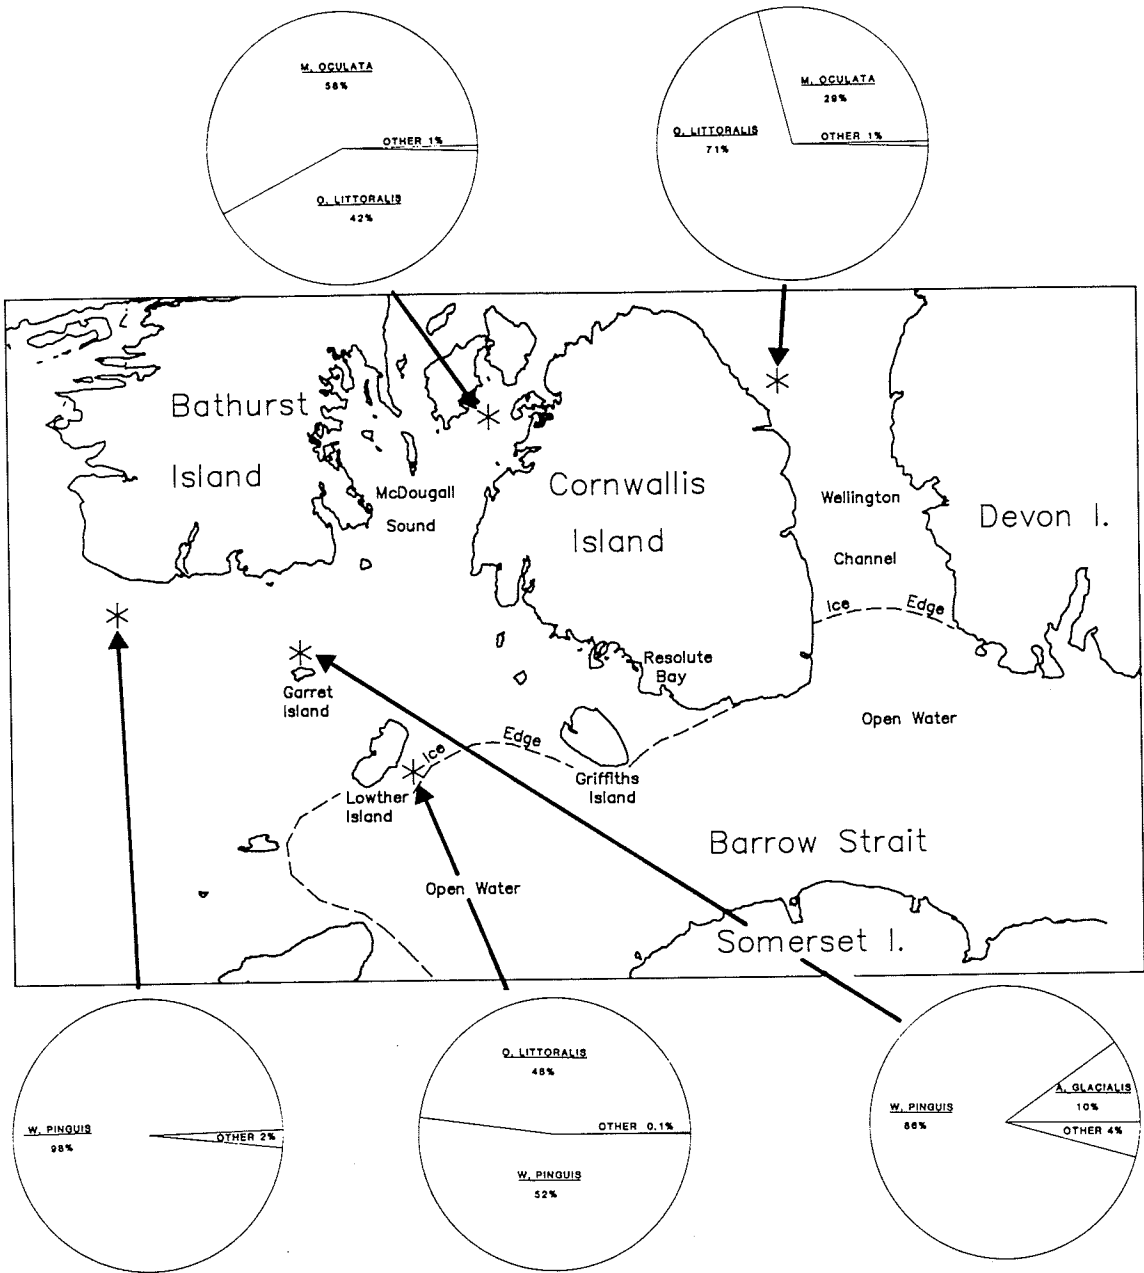 M. OCULATA
58%
OTHER 1%
O. LITTORALIS
42%
M. OCULATA
29%
O. LITTORALIS
71%
OTHER 1%
Bathurst
Island
McDougall
Sound
Cornwallis
Island
Wellington
Channel
Devon I.
Ice Edge
Resolute
Bay
Garret
Island
Open Water
Ice Edge
Griffiths
Island
Lowther
Island
Barrow Strait
Open Water
Somerset I.
W. PINGUIS
98%
OTHER 2%
O. LITTORALIS
48%
OTHER 0.1%
W. PINGUIS
52%
W. PINGUIS
86%
A. GLACIALIS
10%
OTHER 4%